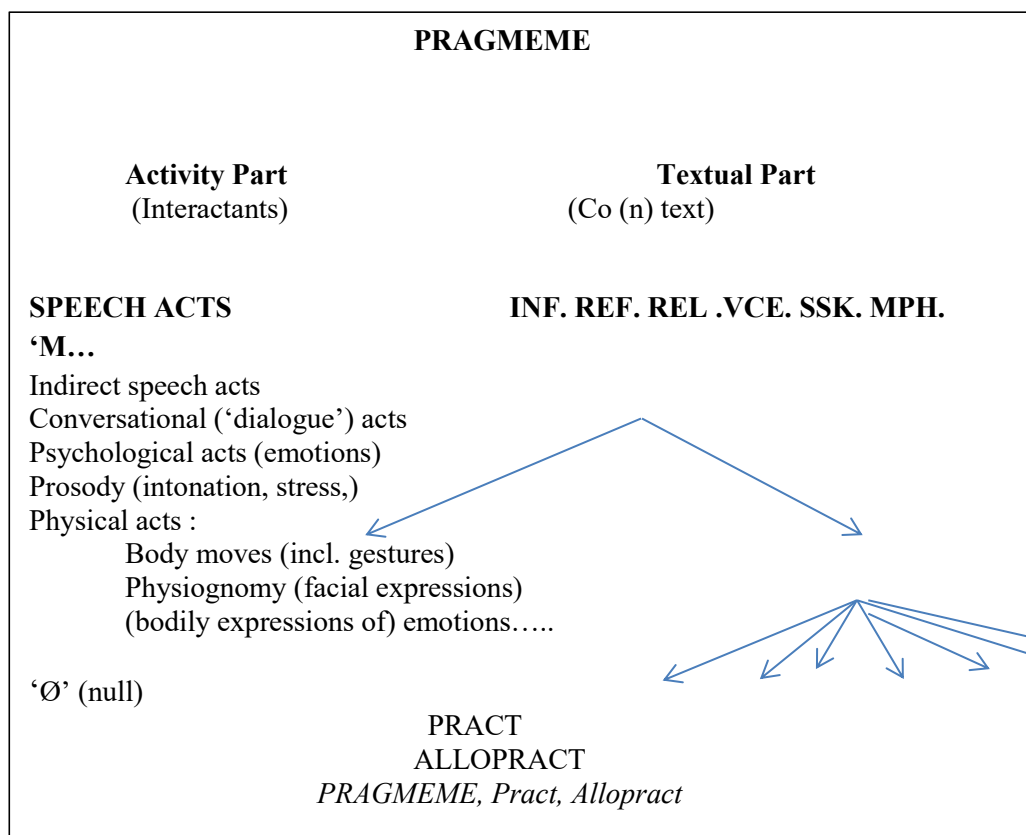 PRAGMEME
Activity Part Textual Part
(Interactants) (Co (n) text)
SPEECH ACTS INF. REF. REL .VCE. SSK. MPH.
‘M…
Indirect speech acts
Conversational (‘dialogue’) acts
Psychological acts (emotions)
Prosody (intonation, stress,)
Physical acts :
Body moves (incl. gestures)
Physiognomy (facial expressions)
(bodily expressions of) emotions…..
‘Ø’ (null)
PRACT
ALLOPRACT
PRAGMEME, Pract, Allopract